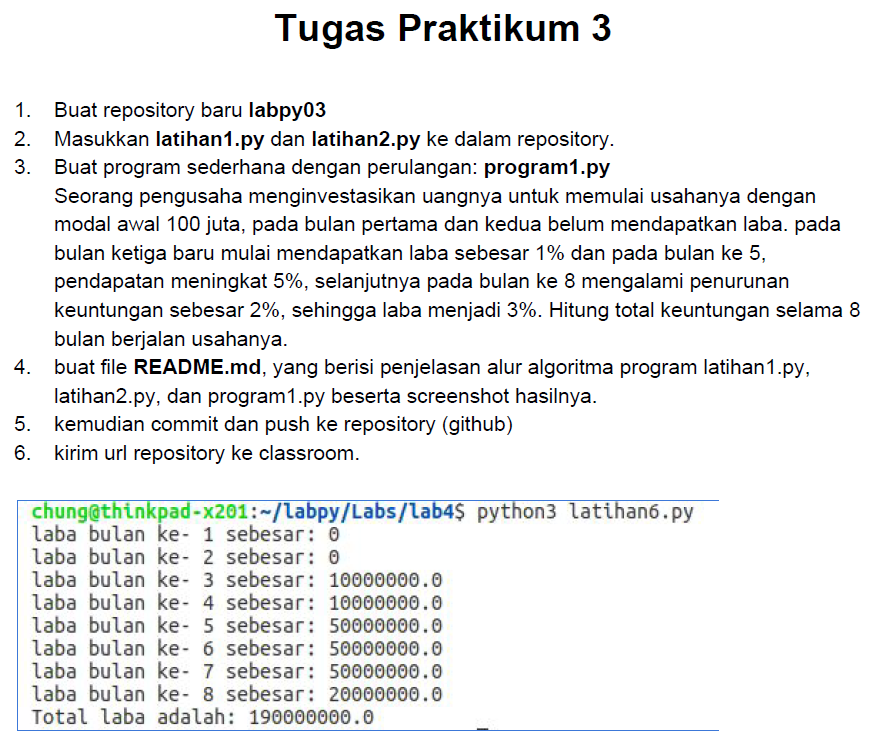 Tugas Praktikum 3
1. Buat repository baru labpy03
2. Masukkan latihan1.py dan latihan2.py ke dalam repository.
3. Buat program sederhana dengan perulangan: program1.py
Seorang pengusaha menginvestasikan uangnya untuk memulai usahanya dengan
modal awal 100 juta, pada bulan pertama dan kedua belum mendapatkan laba. pada
bulan ketiga baru mulai mendapatkan laba sebesar 1% dan pada bulan ke 5,
pendapatan meningkat 5%, selanjutnya pada bulan ke 8 mengalami penurunan
keuntungan sebesar 2%, sehingga laba menjadi 3%. Hitung total keuntungan selama 8
bulan berjalan usahanya.
4. buat file README.md, yang berisi penjelasan alur algoritma program latihan1.py,
latihan2.py, dan program1.py beserta screenshot hasilnya.
5. kemudian commit dan push ke repository (github)
6. kirim url repository ke classroom.
chung@thinkpad-x201:~/labpy/Labs/lab4$ python3 latihan6.py
laba bulan ke- 1 sebesar: 0
laba bulan ke- 2 sebesar: 0
laba bulan ke- 3 sebesar: 10000000.0
laba bulan ke- 4 sebesar: 10000000.0
laba bulan ke- 5 sebesar: 50000000.0
laba bulan ke- 6 sebesar: 50000000.0
laba bulan ke- 7 sebesar: 50000000.0
laba bulan ke- 8 sebesar: 20000000.0
Total laba adalah: 190000000.0